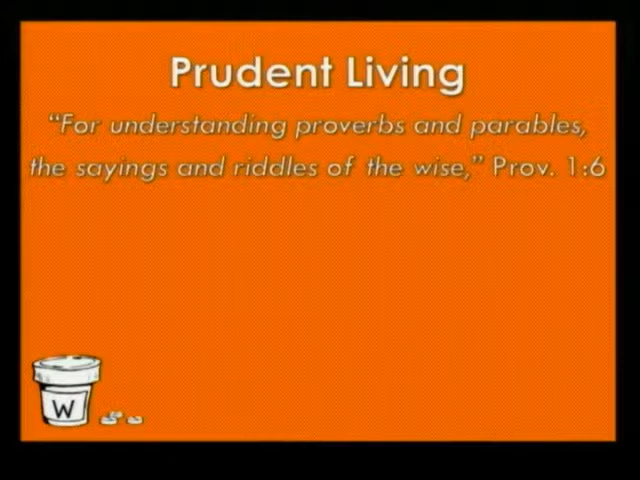 Prudent Living
“For understanding proverbs and parables,
the sayings and riddles of the wise,” Prov. 1:6
W